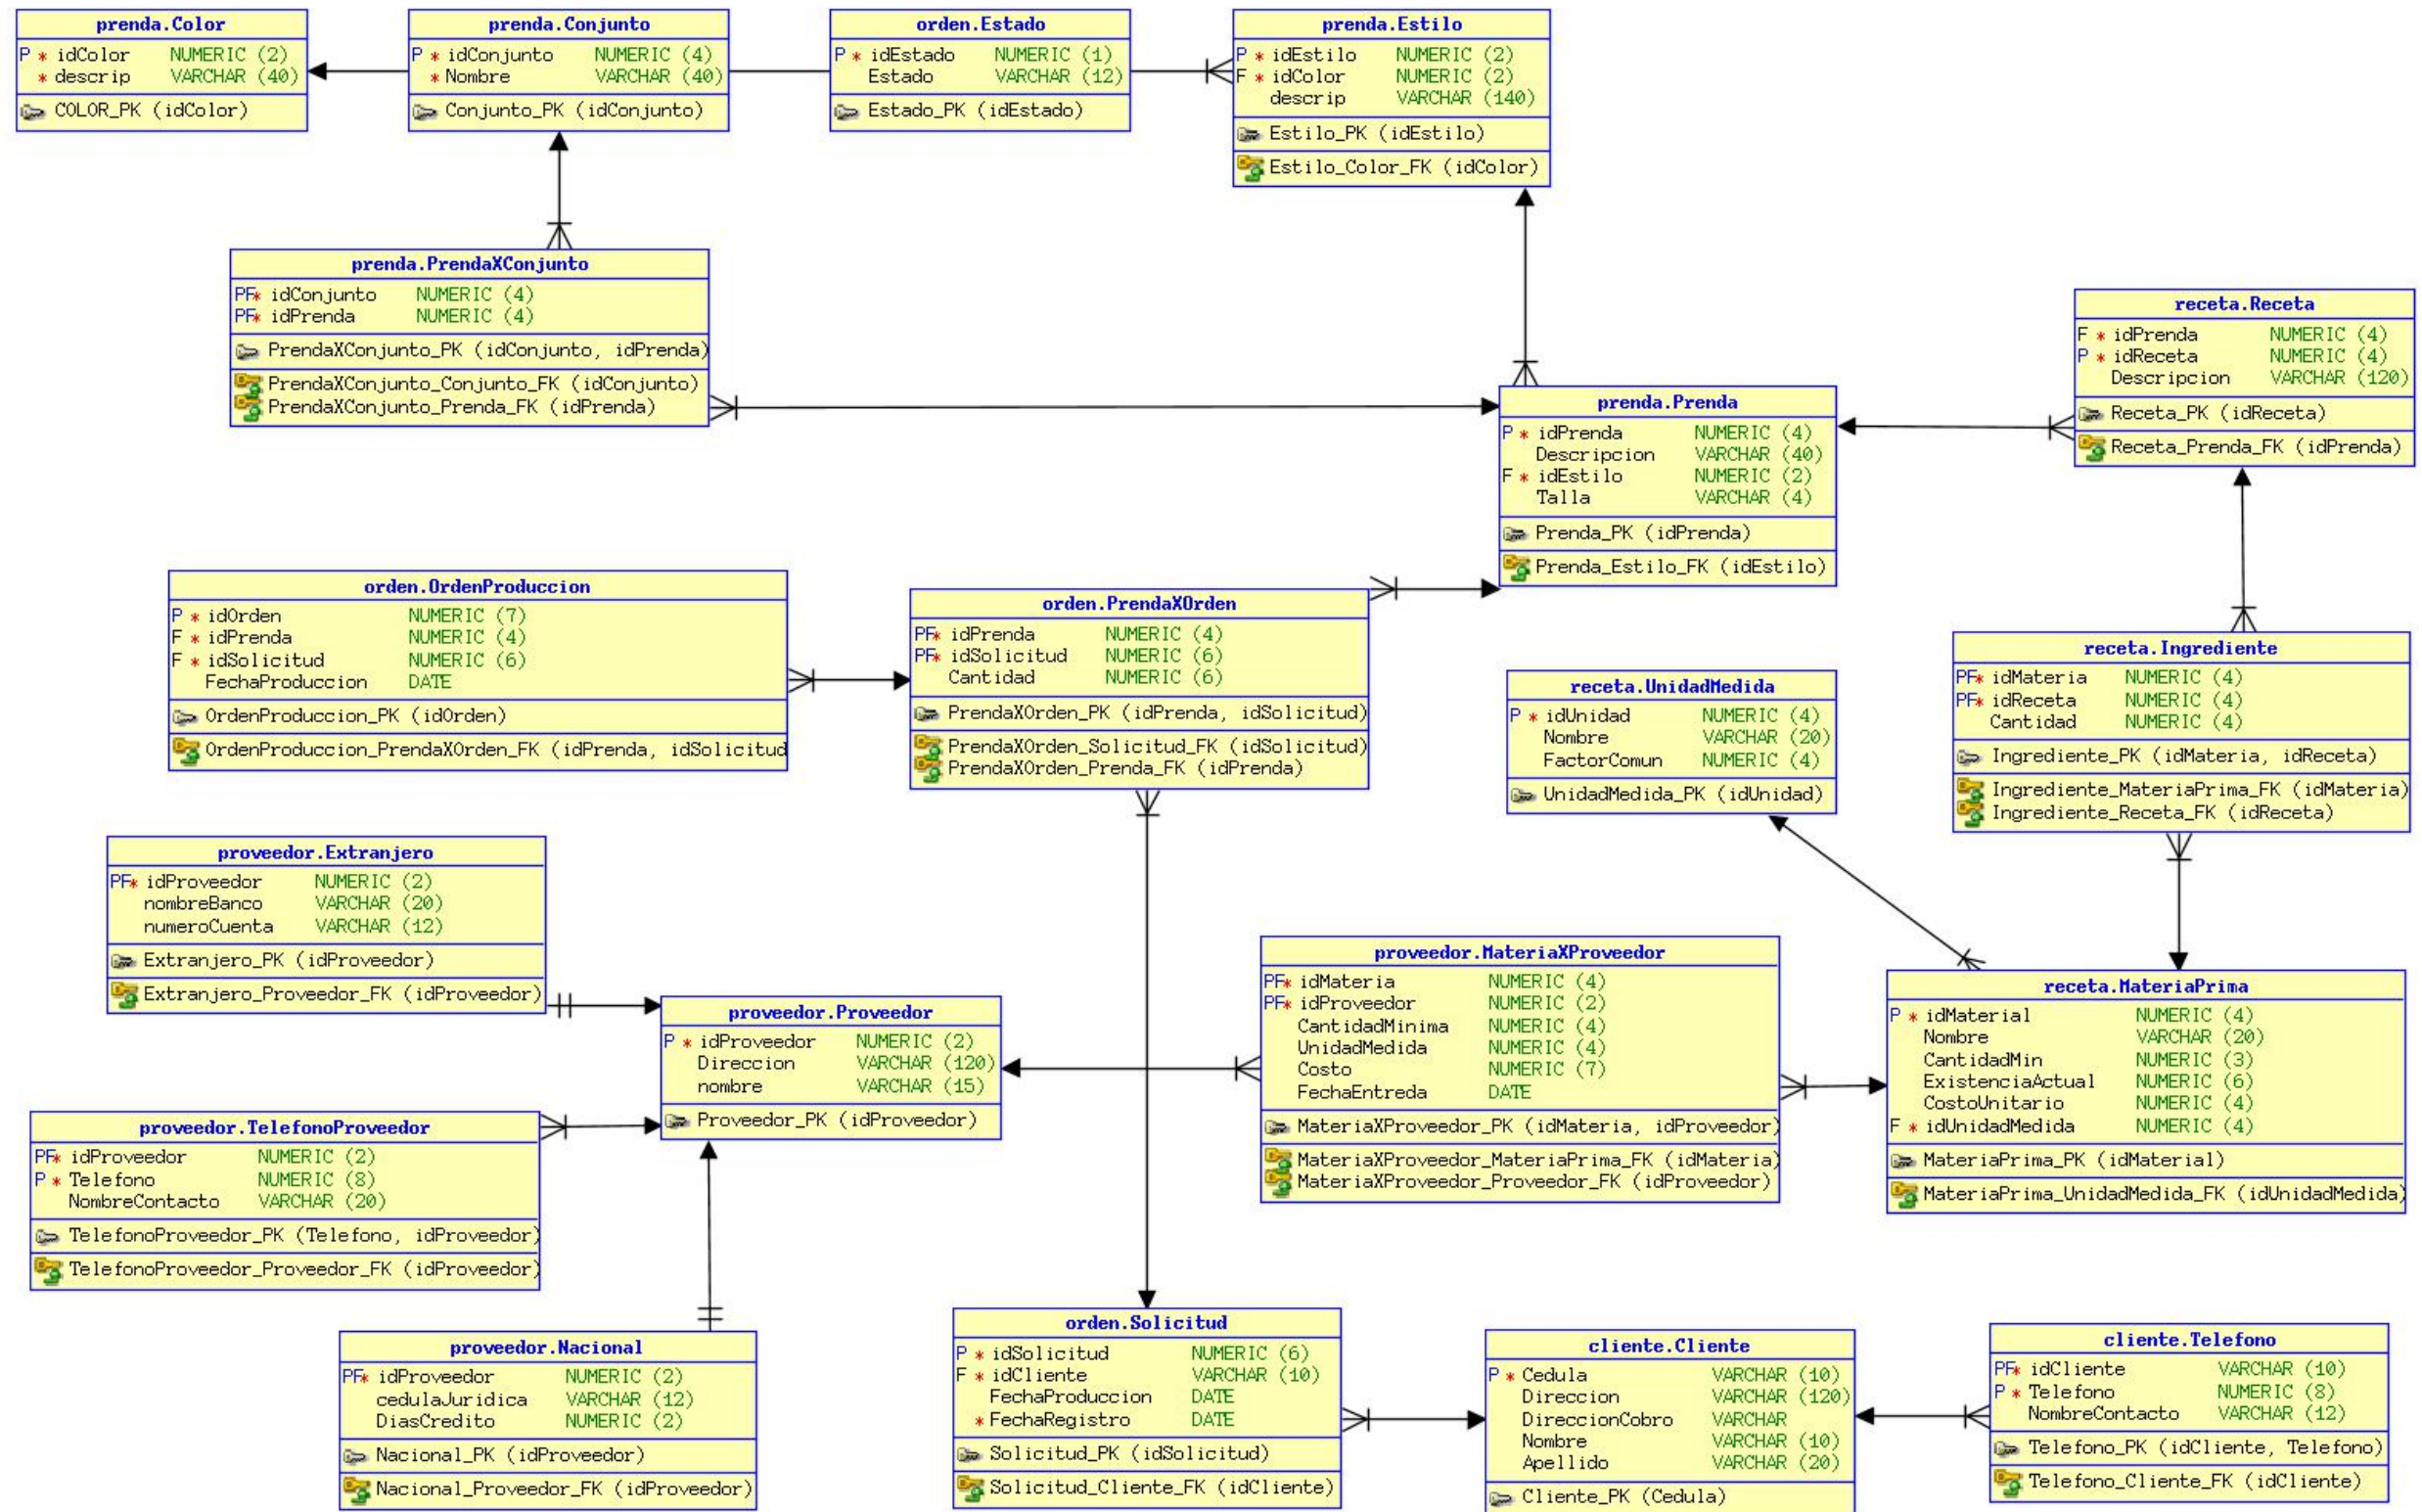 prenda.Color
P * idColor NUMERIC (2)
* descrip VARCHAR (40)
COLOR_PK (idColor)
prenda.Conjunto
P * idConjunto NUMERIC (4)
* Nombre VARCHAR (40)
Conjunto_PK (idConjunto)
orden.Estado
P * idEstado NUMERIC (1)
Estado VARCHAR (12)
Estado_PK (idEstado)
prenda.Estilo
P * idEstilo NUMERIC (2)
F * idColor NUMERIC (2)
descrip VARCHAR (140)
Estilo_PK (idEstilo)
Estilo_Color_FK (idColor)
prenda.PrendaXConjunto
PF* idConjunto NUMERIC (4)
PF* idPrenda NUMERIC (4)
PrendaXConjunto_PK (idConjunto, idPrenda)
PrendaXConjunto_Conjunto_FK (idConjunto)
PrendaXConjunto_Prenda_FK (idPrenda)
receta.Receta
F * idPrenda NUMERIC (4)
P * idReceta NUMERIC (4)
Descripcion VARCHAR (120)
Receta_PK (idReceta)
Receta_Prenda_FK (idPrenda)
prenda.Prenda
P * idPrenda NUMERIC (4)
Descripcion VARCHAR (40)
F * idEstilo NUMERIC (2)
Talla VARCHAR (4)
Prenda_PK (idPrenda)
Prenda_Estilo_FK (idEstilo)
orden.OrdenProduccion
P * idOrden NUMERIC (7)
F * idPrenda NUMERIC (4)
F * idSolicitud NUMERIC (6)
FechaProduccion DATE
OrdenProduccion_PK (idOrden)
OrdenProduccion_PrendaXOrden_FK (idPrenda, idSolicitud
orden.PrendaXOrden
PF* idPrenda NUMERIC (4)
PF* idSolicitud NUMERIC (6)
Cantidad NUMERIC (6)
PrendaXOrden_PK (idPrenda, idSolicitud)
PrendaXOrden_Solicitud_FK (idSolicitud)
PrendaXOrden_Prenda_FK (idPrenda)
receta.UnidadMedida
P * idUnidad NUMERIC (4)
Nombre VARCHAR (20)
FactorComun NUMERIC (4)
UnidadMedida_PK (idUnidad)
receta.Ingrediente
PF* idMateria NUMERIC (4)
PF* idReceta NUMERIC (4)
Cantidad NUMERIC (4)
Ingrediente_PK (idMateria, idReceta)
Ingrediente_MateriaPrima_FK (idMateria)
Ingrediente_Receta_FK (idReceta)
proveedor.Extranjero
PF* idProveedor NUMERIC (2)
nombreBanco VARCHAR (20)
numeroCuenta VARCHAR (12)
Extranjero_PK (idProveedor)
Extranjero_Proveedor_FK (idProveedor)
proveedor.Proveedor
P * idProveedor NUMERIC (2)
Direccion VARCHAR (120)
nombre VARCHAR (15)
Proveedor_PK (idProveedor)
proveedor.MateriaXProveedor
PF* idMateria NUMERIC (4)
PF* idProveedor NUMERIC (2)
CantidadMinima NUMERIC (4)
UnidadMedida NUMERIC (4)
Costo NUMERIC (7)
FechaEntreda DATE
MateriaXProveedor_PK (idMateria, idProveedor)
MateriaXProveedor_MateriaPrima_FK (idMateria)
MateriaXProveedor_Proveedor_FK (idProveedor)
receta.MateriaPrima
P * idMaterial NUMERIC (4)
Nombre VARCHAR (20)
CantidadMin NUMERIC (3)
ExistenciaActual NUMERIC (6)
CostoUnitario NUMERIC (4)
F * idUnidadMedida NUMERIC (4)
MateriaPrima_PK (idMaterial)
MateriaPrima_UnidadMedida_FK (idUnidadMedida)
proveedor.TelefonoProveedor
PF* idProveedor NUMERIC (2)
P * Telefono NUMERIC (8)
NombreContacto VARCHAR (20)
TelefonoProveedor_PK (Telefono, idProveedor)
TelefonoProveedor_Proveedor_FK (idProveedor)
proveedor.Nacional
PF* idProveedor NUMERIC (2)
cedulaJuridica VARCHAR (12)
DiasCredito NUMERIC (2)
Nacional_PK (idProveedor)
Nacional_Proveedor_FK (idProveedor)
orden.Solicitud
P * idSolicitud NUMERIC (6)
F * idCliente VARCHAR (10)
FechaProduccion DATE
* FechaRegistro DATE
Solicitud_PK (idSolicitud)
Solicitud_Cliente_FK (idCliente)
cliente.Cliente
P * Cedula VARCHAR (10)
Direccion VARCHAR (120)
DireccionCobro VARCHAR
Nombre VARCHAR (10)
Apellido VARCHAR (20)
Cliente_PK (Cedula)
cliente.Telefono
PF* idCliente VARCHAR (10)
P * Telefono NUMERIC (8)
NombreContacto VARCHAR (12)
Telefono_PK (idCliente, Telefono)
Telefono_Cliente_FK (idCliente)